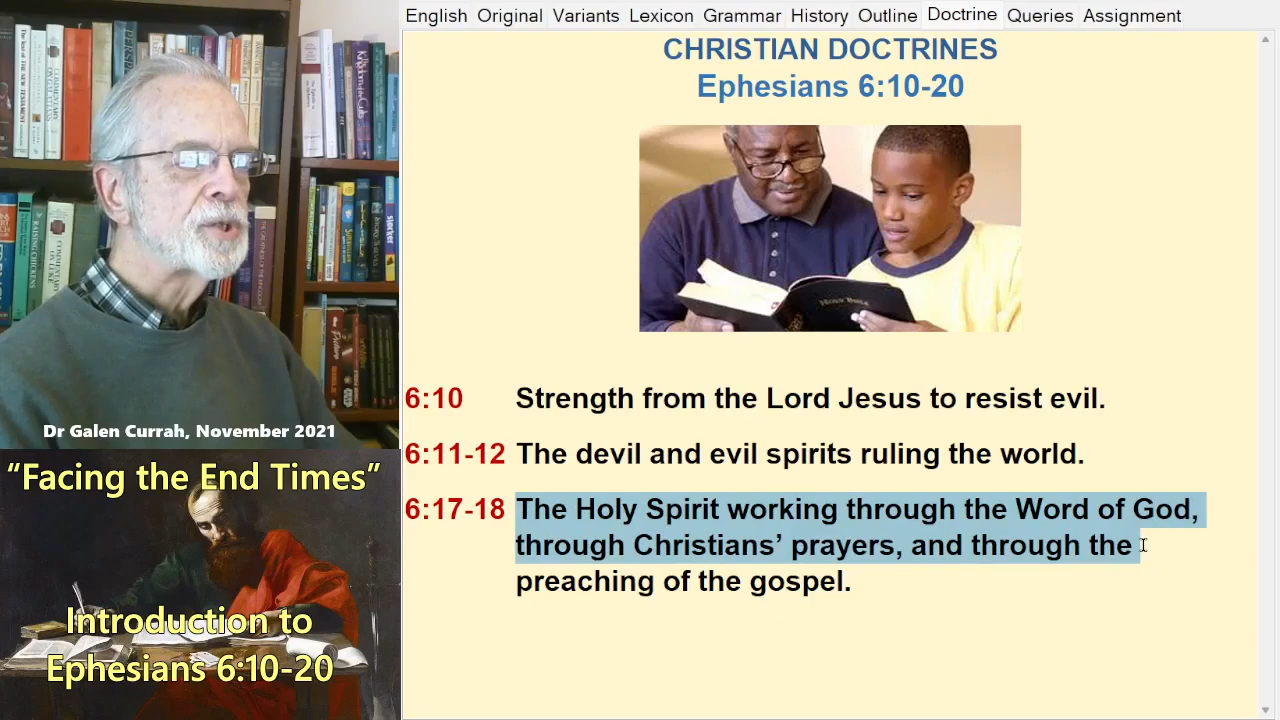 English Original Variants Lexicon Grammar History Outline Doctrine Queries Assignment
CHRISTIAN DOCTRINES
Ephesians 6:10-20
HOLY BIBLE
6:10 Strength from the Lord Jesus to resist evil.
6:11-12 The devil and evil spirits ruling the world.
6:17-18 The Holy Spirit working through the Word of God,
through Christians’ prayers, and through the
preaching of the gospel.
Dr Galen Currah, November 2021
“Facing the End Times”
Introduction to
Ephesians 6:10-20